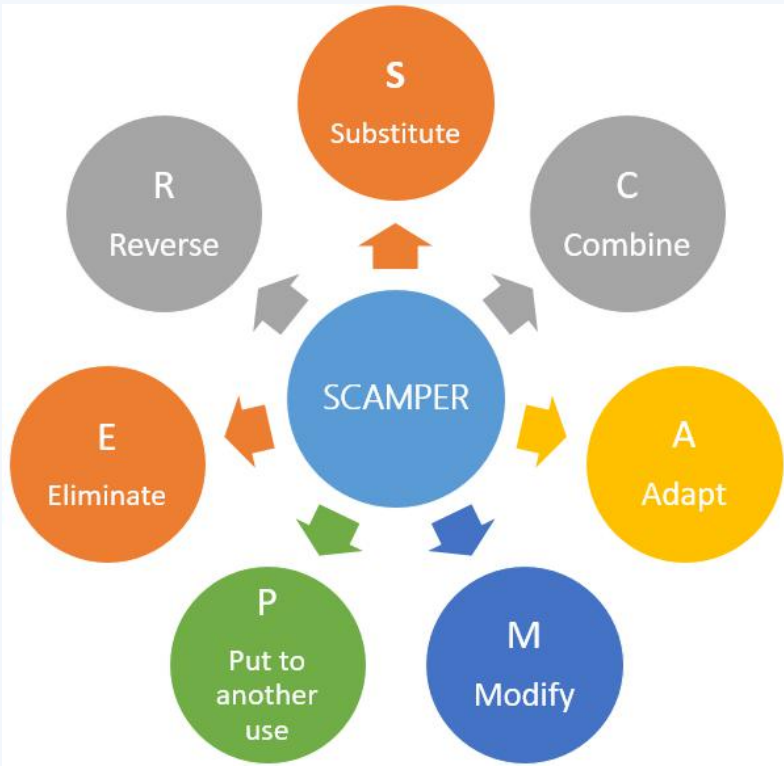 S
Substitute
C
Combine
A
Adapt
M
Modify
P
Put to
another
use
E
Eliminate
R
Reverse
SCAMPER